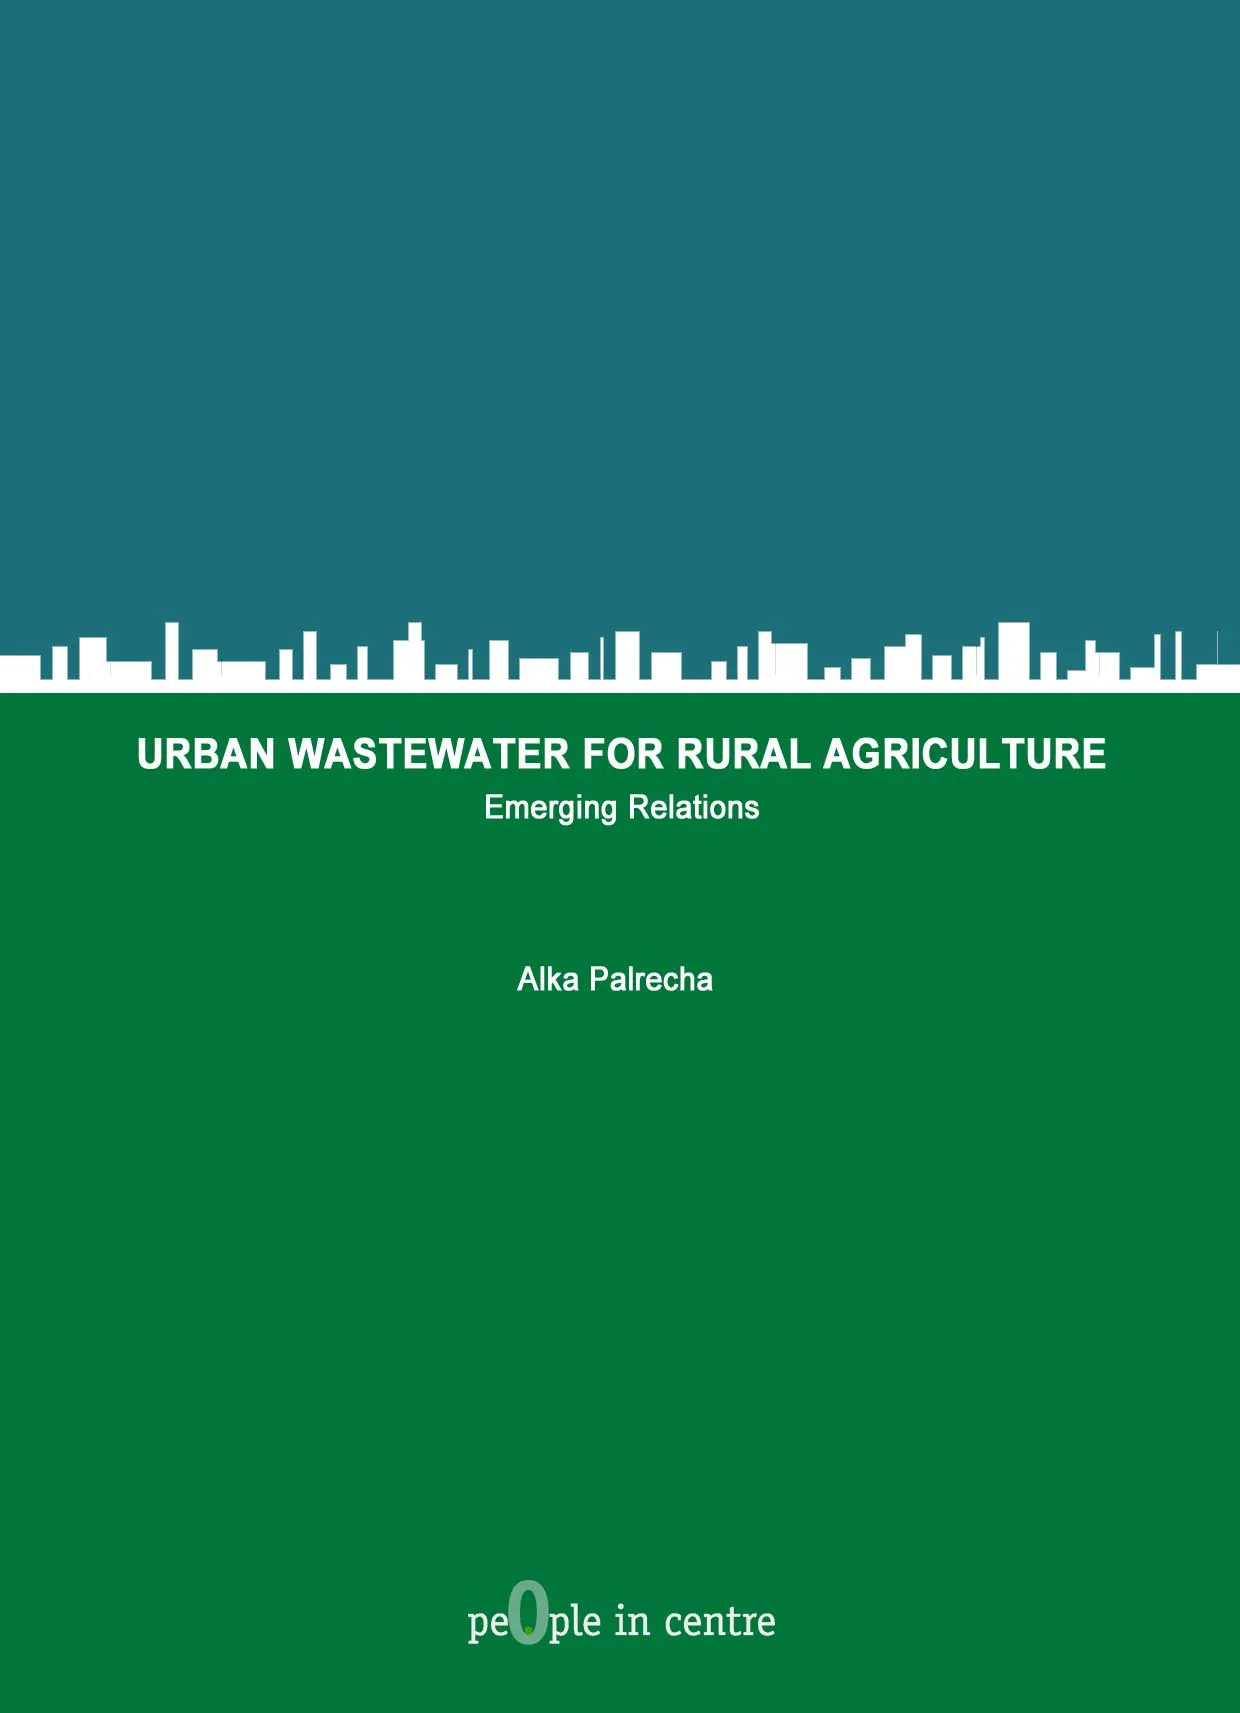 URBAN WASTEWATER FOR RURAL AGRICULTURE
Emerging Relations
Alka Palrecha
peOple in centre